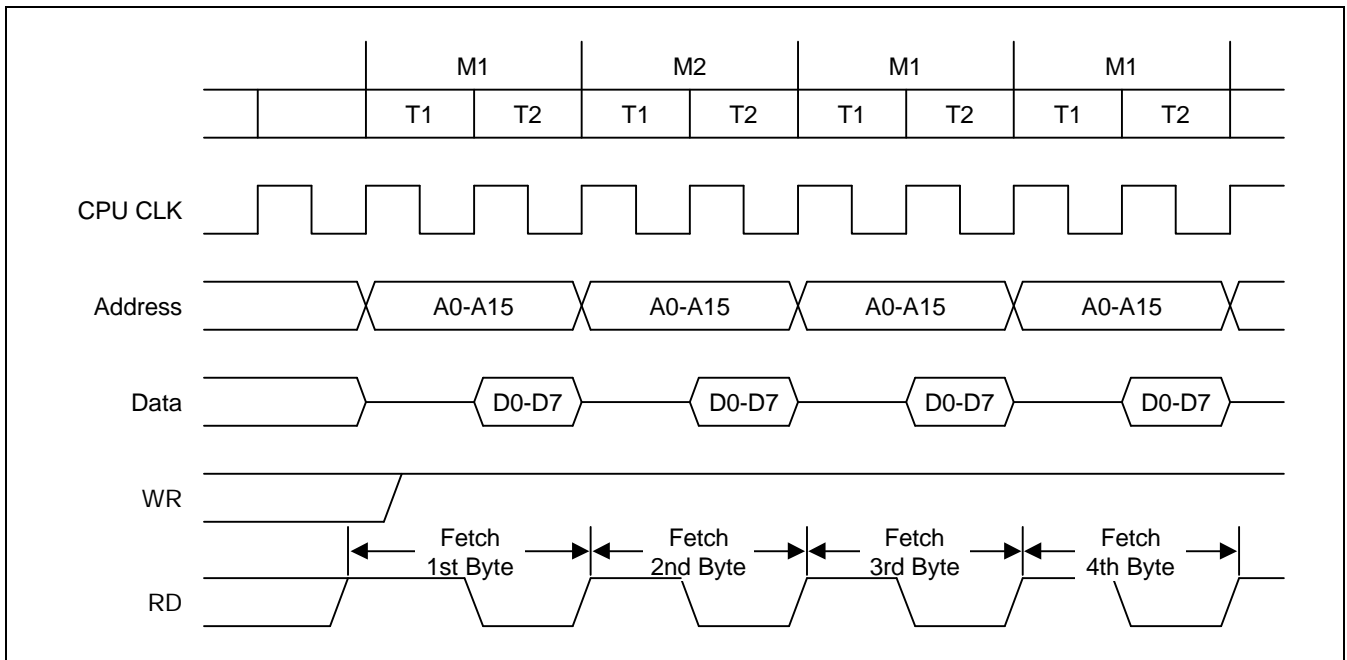 M1 M2 M1 M1
T1 T2 T1 T2 T1 T2 T1 T2
CPU CLK
Address A0-A15 A0-A15 A0-A15 A0-A15
Data D0-D7 D0-D7 D0-D7 D0-D7
WR
Fetch Fetch Fetch Fetch
1st Byte 2nd Byte 3rd Byte 4th Byte
RD